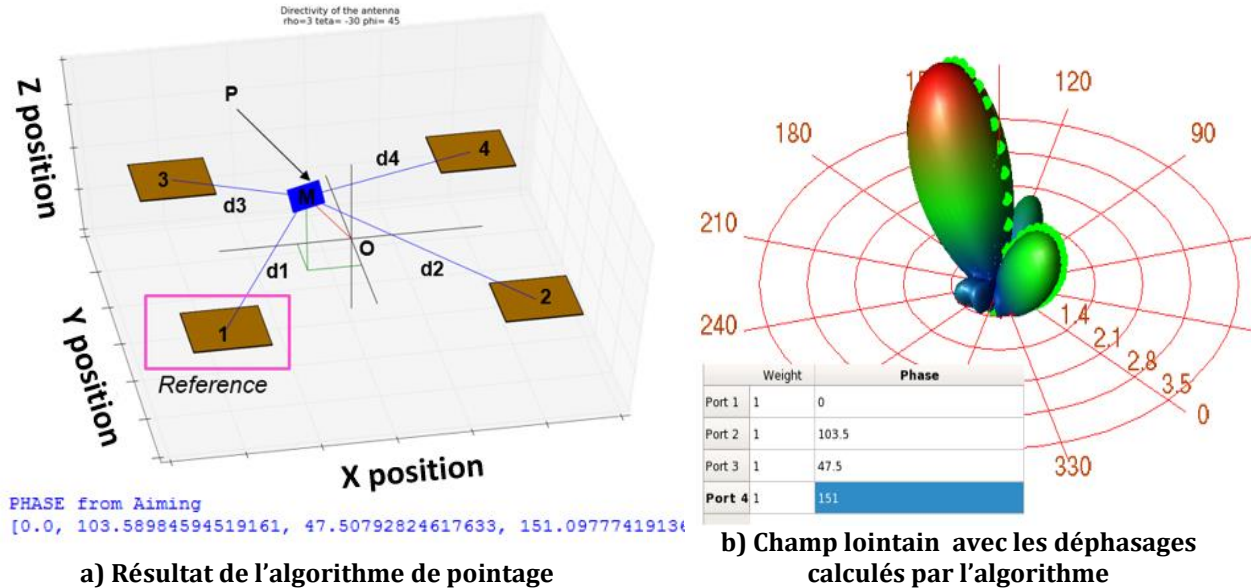 Directivity of the antenna
rho=3 teta= -30 phi= 45
Z position
P
3
d3
M
d4
4
O
d1
d2
1
2
Reference
Y position
X position
PHASE from Aiming
[0.0, 103.58984594519161, 47.50792824617633, 151.0977741913
a) Résultat de l’algorithme de pointage
120
90
180
210
240
1.4
2.1
2.8
3.5
0
330
Weight Phase
Port 1 1 0
Port 2 1 103.5
Port 3 1 47.5
Port 4 1 151
b) Champ lointain avec les déphasages
calculés par l’algorithme